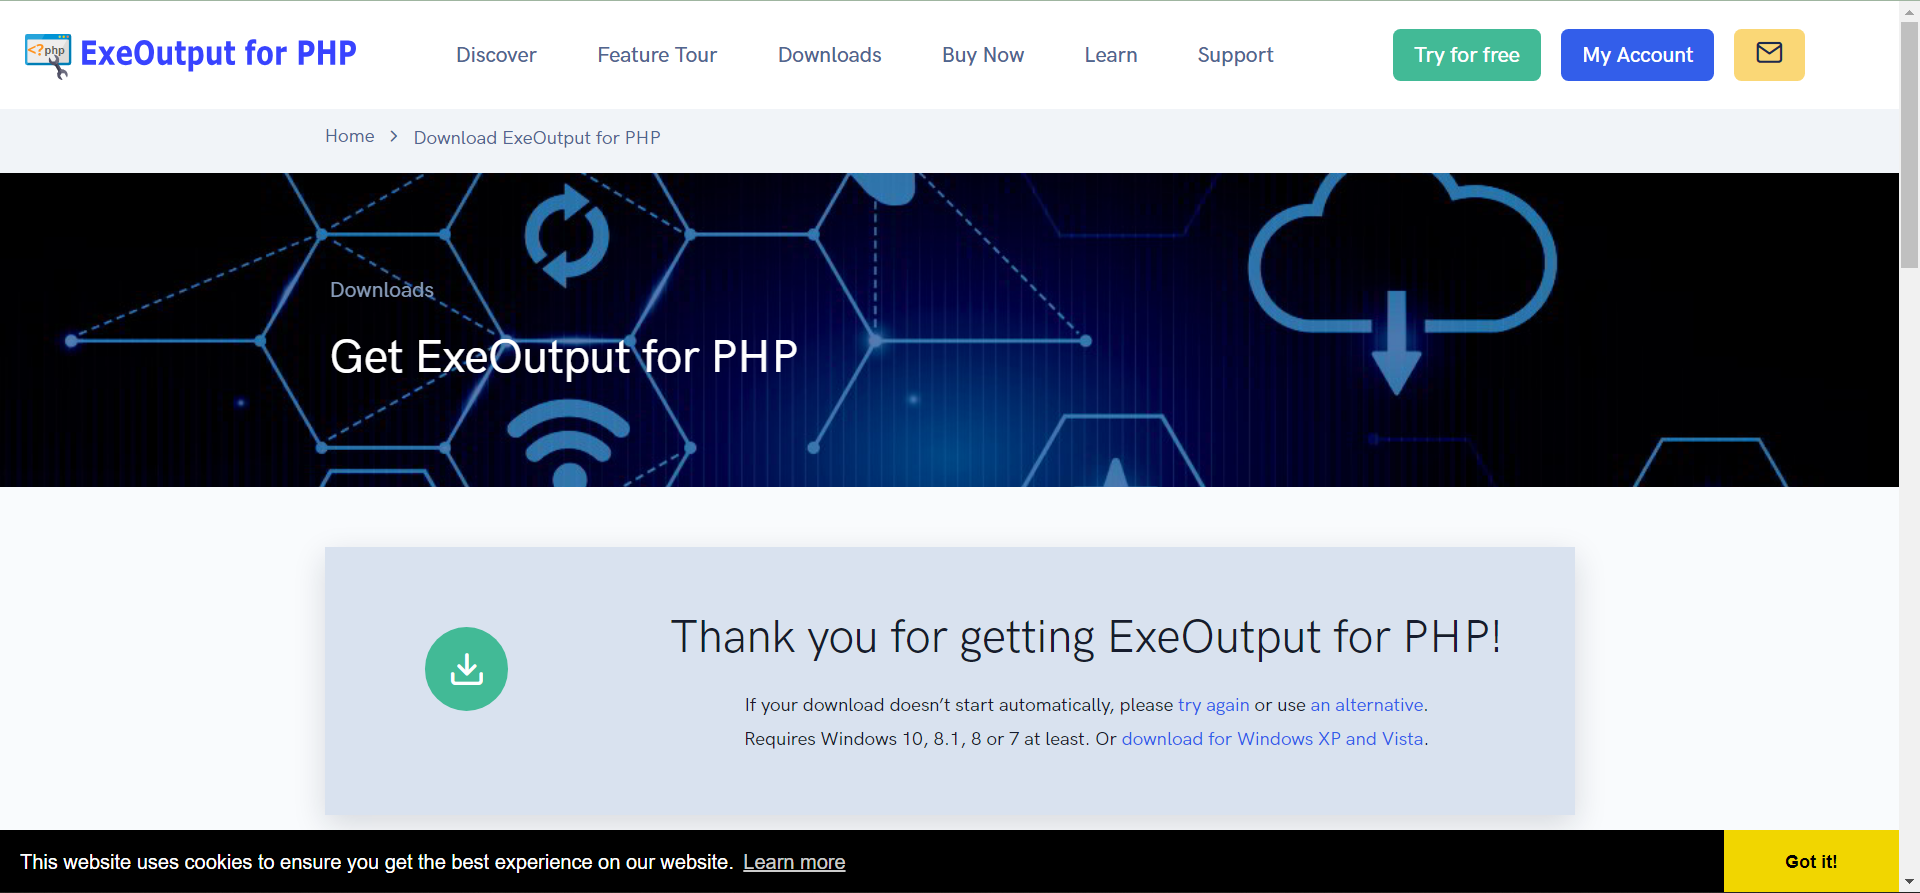 <?php ExeOutput for PHP
Discover
Feature Tour
Downloads
Buy Now
Learn
Support
Try for free
My Account
Home
Download ExeOutput for PHP
Downloads
Get ExeOutput for PHP
Thank you for getting ExeOutput for PHP!
If your download doesn’t start automatically, please try again or use an alternative.
Requires Windows 10, 8.1, 8 or 7 at least. Or download for Windows XP and Vista.
This website uses cookies to ensure you get the best experience on our website. Learn more
Got it!